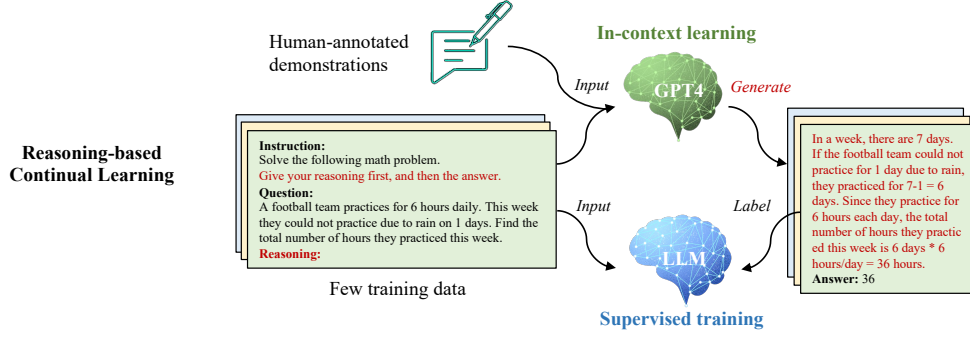 Reasoning-based
Continual Learning
Human-annotated
demonstrations
Instruction:
Solve the following math problem.
Give your reasoning first, and then the answer.
Question:
A football team practices for 6 hours daily. This week
they could not practice due to rain on 1 days. Find the
total number of hours they practiced this week.
Reasoning:
Few training data
In-context learning
Input
GPT4
Generate
Input
Label
LLM
Supervised training
In a week, there are 7 days.
If the football team could not
practice for 1 day due to rain,
they practiced for 7-1 = 6
days. Since they practice for
6 hours each day, the total
number of hours they practic
ed this week is 6 days * 6
hours/day = 36 hours.
Answer: 36